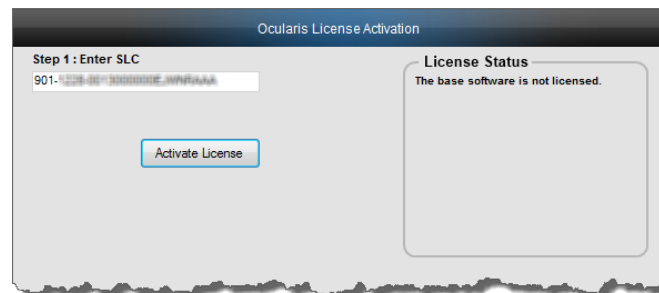 Ocularis License Activation
Step 1 : Enter SLC
901-
Activate License
License Status
The base software is not licensed.